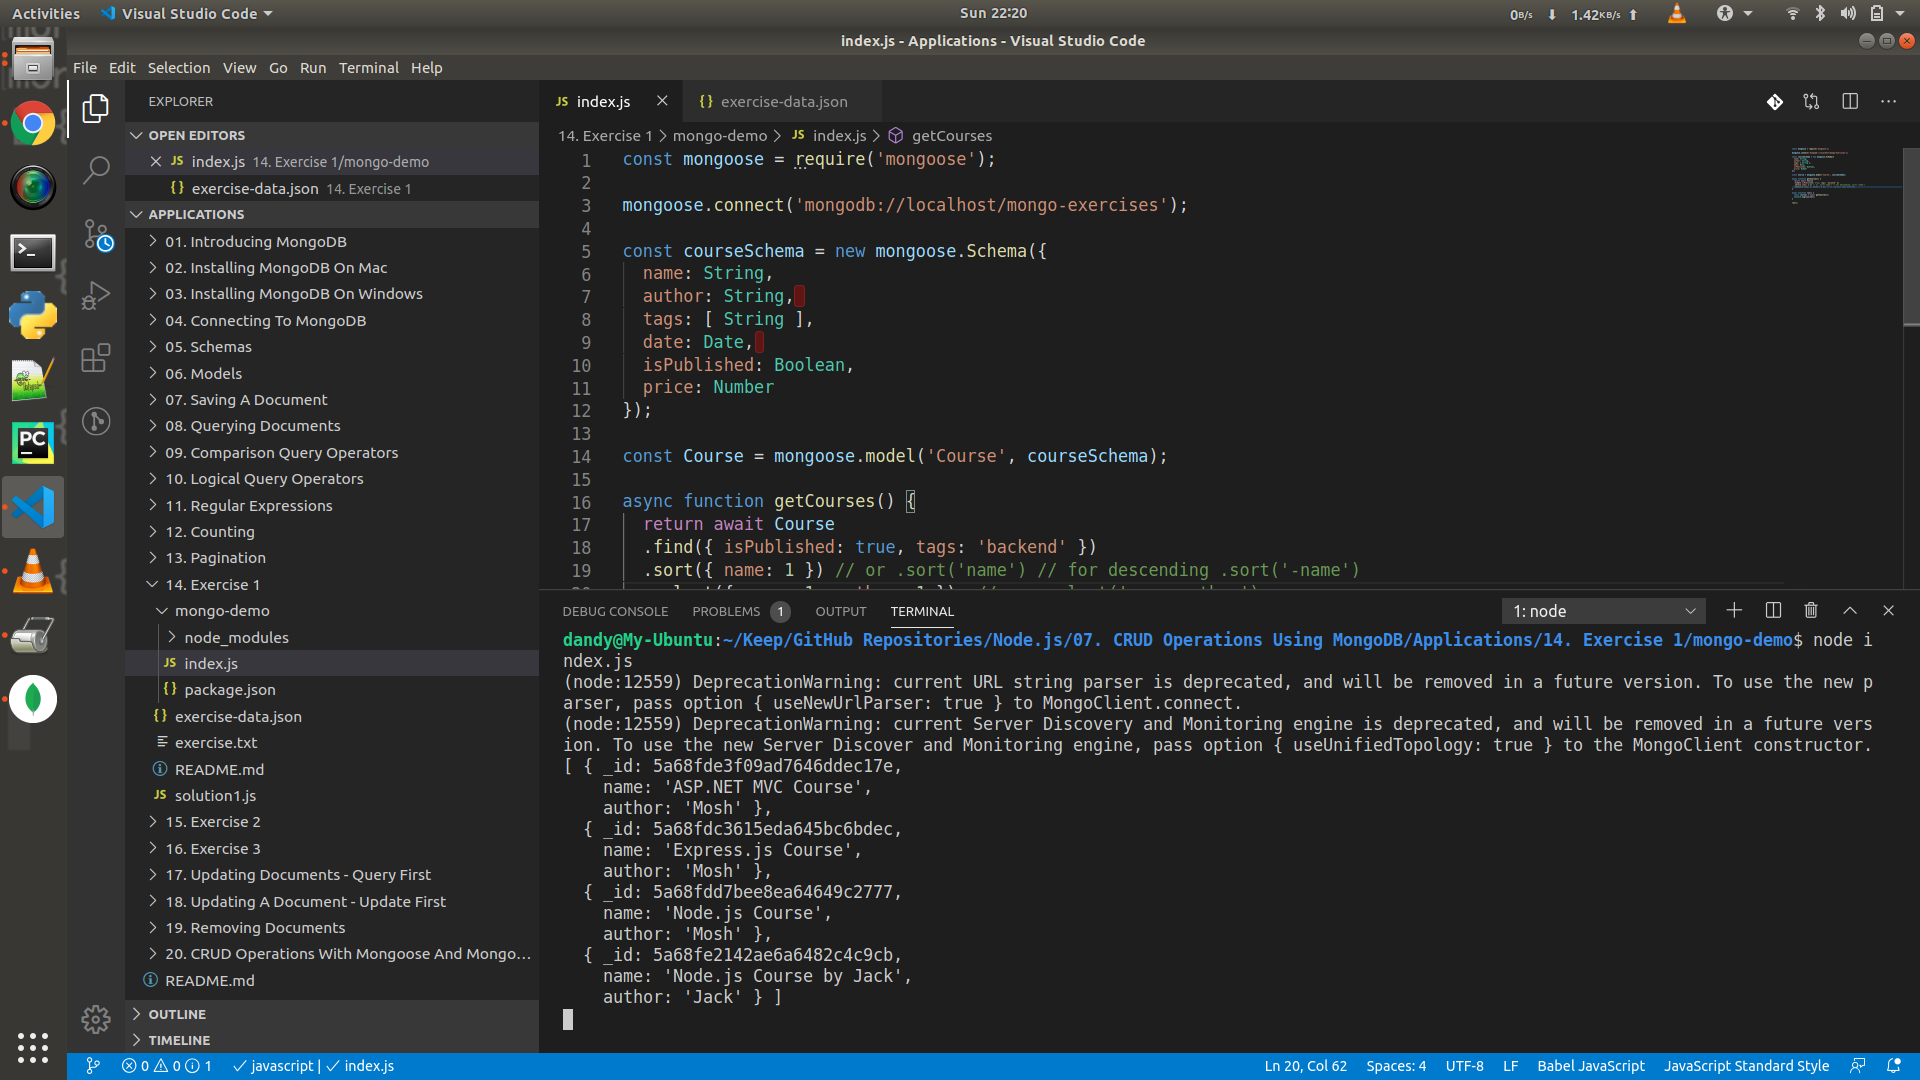 Activities
Visual Studio Code
Sun 22:20
0B/s
1.42KB/s
index.js - Applications - Visual Studio Code
File Edit Selection View Go Run Terminal Help
EXPLORER
OPEN EDITORS
JS index.js 14. Exercise 1/mongo-demo
{} exercise-data.json 14. Exercise 1
APPLICATIONS
01. Introducing MongoDB
02. Installing MongoDB On Mac
03. Installing MongoDB On Windows
04. Connecting To MongoDB
05. Schemas
06. Models
07. Saving A Document
08. Querying Documents
09. Comparison Query Operators
10. Logical Query Operators
11. Regular Expressions
12. Counting
13. Pagination
14. Exercise 1
mongo-demo
node_modules
JS index.js
{} package.json
{} exercise-data.json
exercise.txt
README.md
JS solution1.js
15. Exercise 2
16. Exercise 3
17. Updating Documents - Query First
18. Updating A Document - Update First
19. Removing Documents
20. CRUD Operations With Mongoose And Mongo...
README.md
OUTLINE
TIMELINE
PC
JS index.js
{} exercise-data.json
14. Exercise 1 > mongo-demo > JS index.js > getCourses
1 const mongoose = require('mongoose');
2
3 mongoose.connect('mongodb://localhost/mongo-exercises');
4
5 const courseSchema = new mongoose.Schema({
6 name: String,
7 author: String,
8 tags: [ String ],
9 date: Date,
10 isPublished: Boolean,
11 price: Number
12 });
13
14 const Course = mongoose.model('Course', courseSchema);
15
16 async function getCourses() {
17 return await Course
18 .find({ isPublished: true, tags: 'backend' })
19 .sort({ name: 1 }) // or .sort('name') // for descending .sort('-name')
DEBUG CONSOLE PROBLEMS 1 OUTPUT TERMINAL
1: node
dandy@My-Ubuntu:~/Keep/GitHub Repositories/Node.js/07. CRUD Operations Using MongoDB/Applications/14. Exercise 1/mongo-demo$ node i
ndex.js
(node:12559) DeprecationWarning: current URL string parser is deprecated, and will be removed in a future version. To use the new p
arser, pass option { useNewUrlParser: true } to MongoClient.connect.
(node:12559) DeprecationWarning: current Server Discovery and Monitoring engine is deprecated, and will be removed in a future vers
ion. To use the new Server Discover and Monitoring engine, pass option { useUnifiedTopology: true } to the MongoClient constructor.
[ { _id: 5a68fde3f09ad7646ddec17e,
name: 'ASP.NET MVC Course',
author: 'Mosh' },
{ _id: 5a68fdc3615eda645bc6bdec,
name: 'Express.js Course',
author: 'Mosh' },
{ _id: 5a68fdd7bee8ea64649c2777,
name: 'Node.js Course',
author: 'Mosh' },
{ _id: 5a68fe2142ae6a6482c4c9cb,
name: 'Node.js Course by Jack',
author: 'Jack' } ]
0 0 1
javascript | index.js
Ln 20, Col 62
Spaces: 4
UTF-8
LF
Babel JavaScript
JavaScript Standard Style